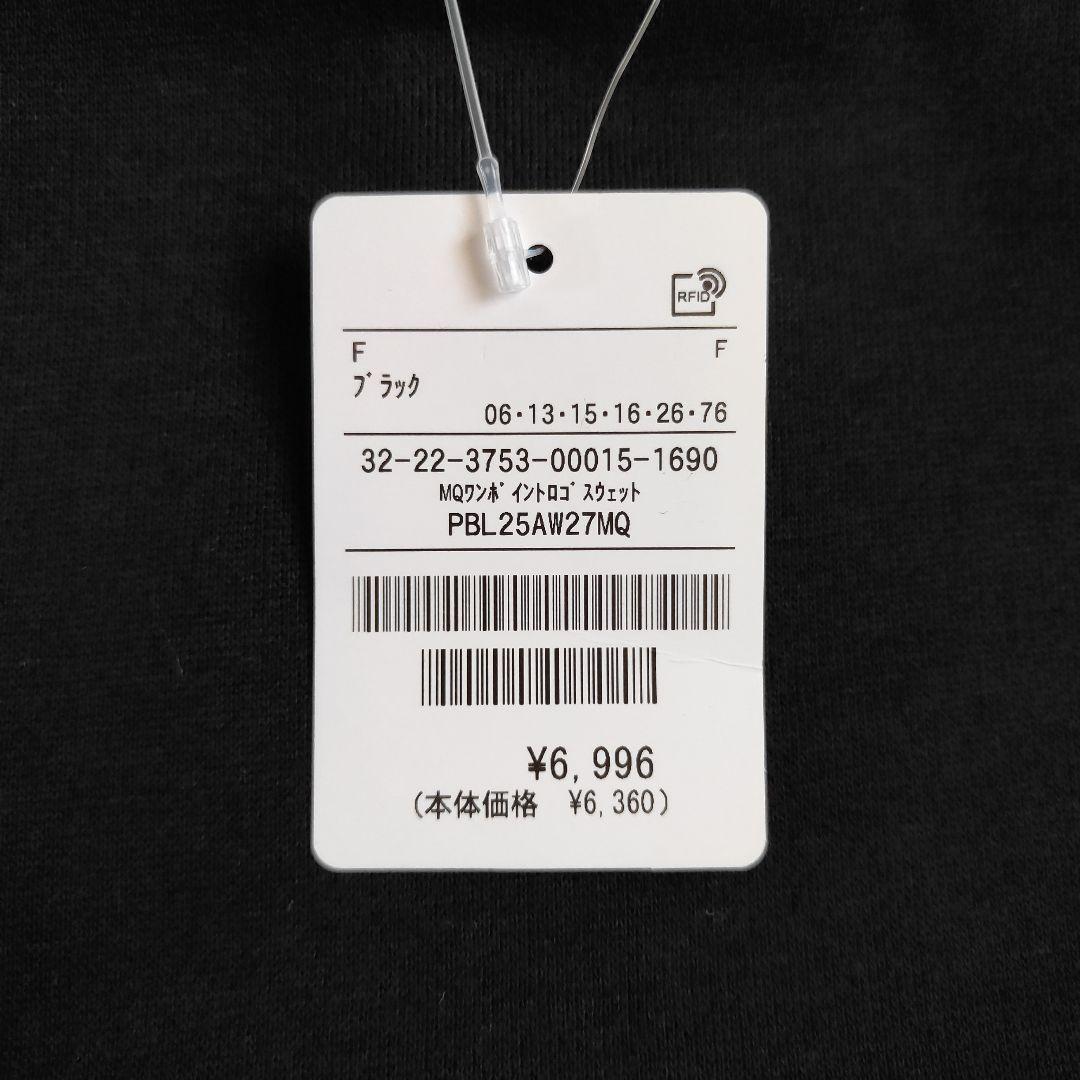 RFID
F F
ﾌﾞﾗｯｸ
06・13・15・16・26・76
32-22-3753-00015-1690
MQﾜﾝﾎﾟｲﾝﾄﾛｺﾞｽｳｪｯﾄ
PBL25AW27MQ
¥6,996
(本体価格 ¥6,360)